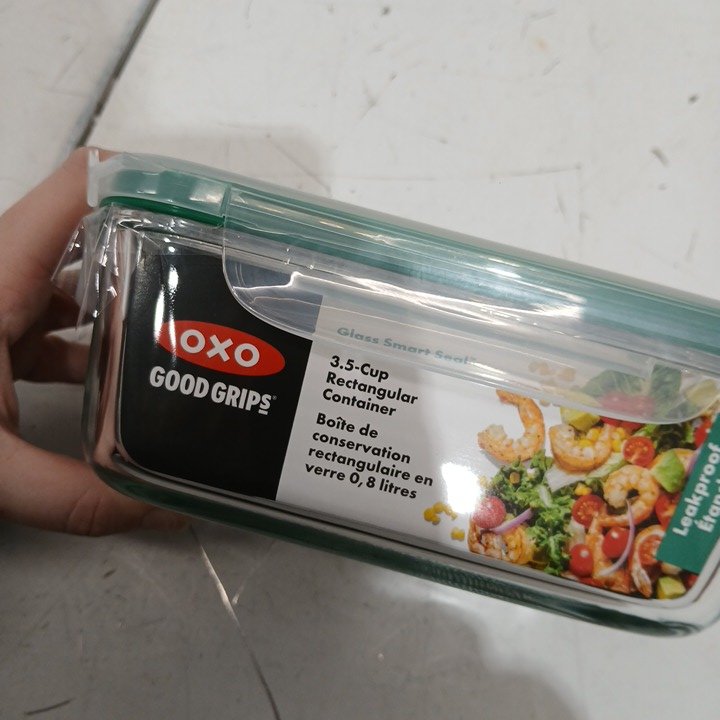 OXO
GOOD GRIPS
Glass Smart Seal™
3.5-Cup
Rectangular
Container
Boîte de
conservation
rectangulaire en
verre 0,8 litres
Leakproof